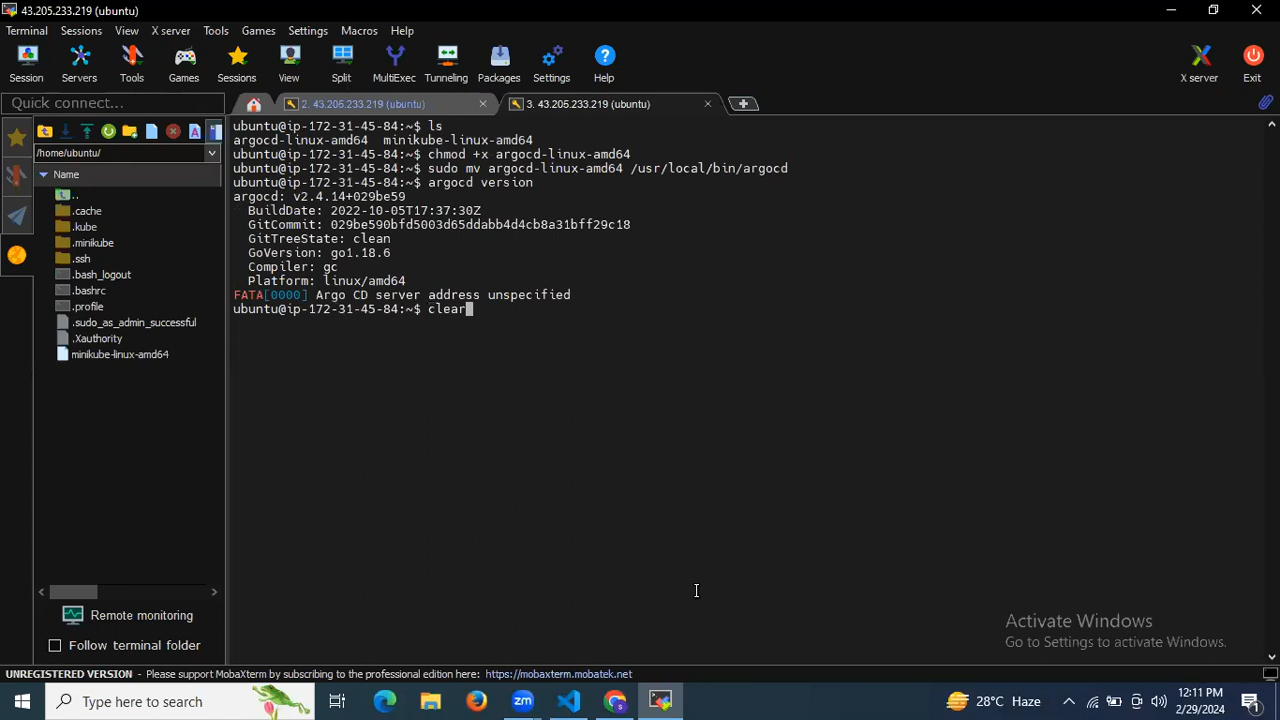 43.205.233.219 (ubuntu)
Terminal Sessions View X server Tools Games Settings Macros Help
Session Servers Tools Games Sessions View Split MultiExec Tunneling Packages Settings Help X server Exit
Quick connect...
2. 43.205.233.219 (ubuntu)
3. 43.205.233.219 (ubuntu)
/home/ubuntu/
Name
..
.cache
.kube
.minikube
.ssh
.bash_logout
.bashrc
.profile
.sudo_as_admin_successful
.Xauthority
minikube-linux-amd64
Remote monitoring
Follow terminal folder
ubuntu@ip-172-31-45-84:~$ ls
argocd-linux-amd64  minikube-linux-amd64
ubuntu@ip-172-31-45-84:~$ chmod +x argocd-linux-amd64
ubuntu@ip-172-31-45-84:~$ sudo mv argocd-linux-amd64 /usr/local/bin/argocd
ubuntu@ip-172-31-45-84:~$ argocd version
argocd: v2.4.14+029be59
  BuildDate: 2022-10-05T17:37:30Z
  GitCommit: 029be590bfd5003d65ddabb4d4cb8a31bff29c18
  GitTreeState: clean
  GoVersion: go1.18.6
  Compiler: gc
  Platform: linux/amd64
FATA[0000] Argo CD server address unspecified
ubuntu@ip-172-31-45-84:~$ clear
Activate Windows
Go to Settings to activate Windows.
UNREGISTERED VERSION - Please support MobaXterm by subscribing to the professional edition here: https://mobaxterm.mobatek.net
Type here to search
zm
28°C Haze
12:11 PM
2/29/2024
1